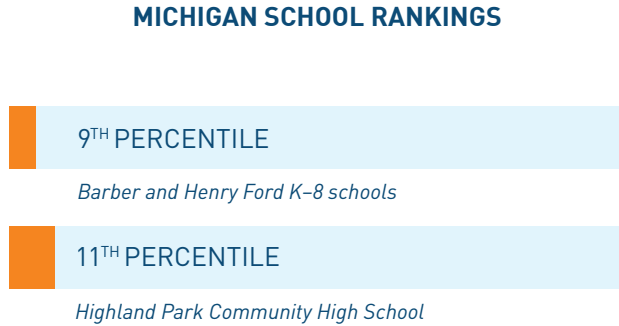 MICHIGAN SCHOOL RANKINGS
9TH PERCENTILE
Barber and Henry Ford K–8 schools
11TH PERCENTILE
Highland Park Community High School